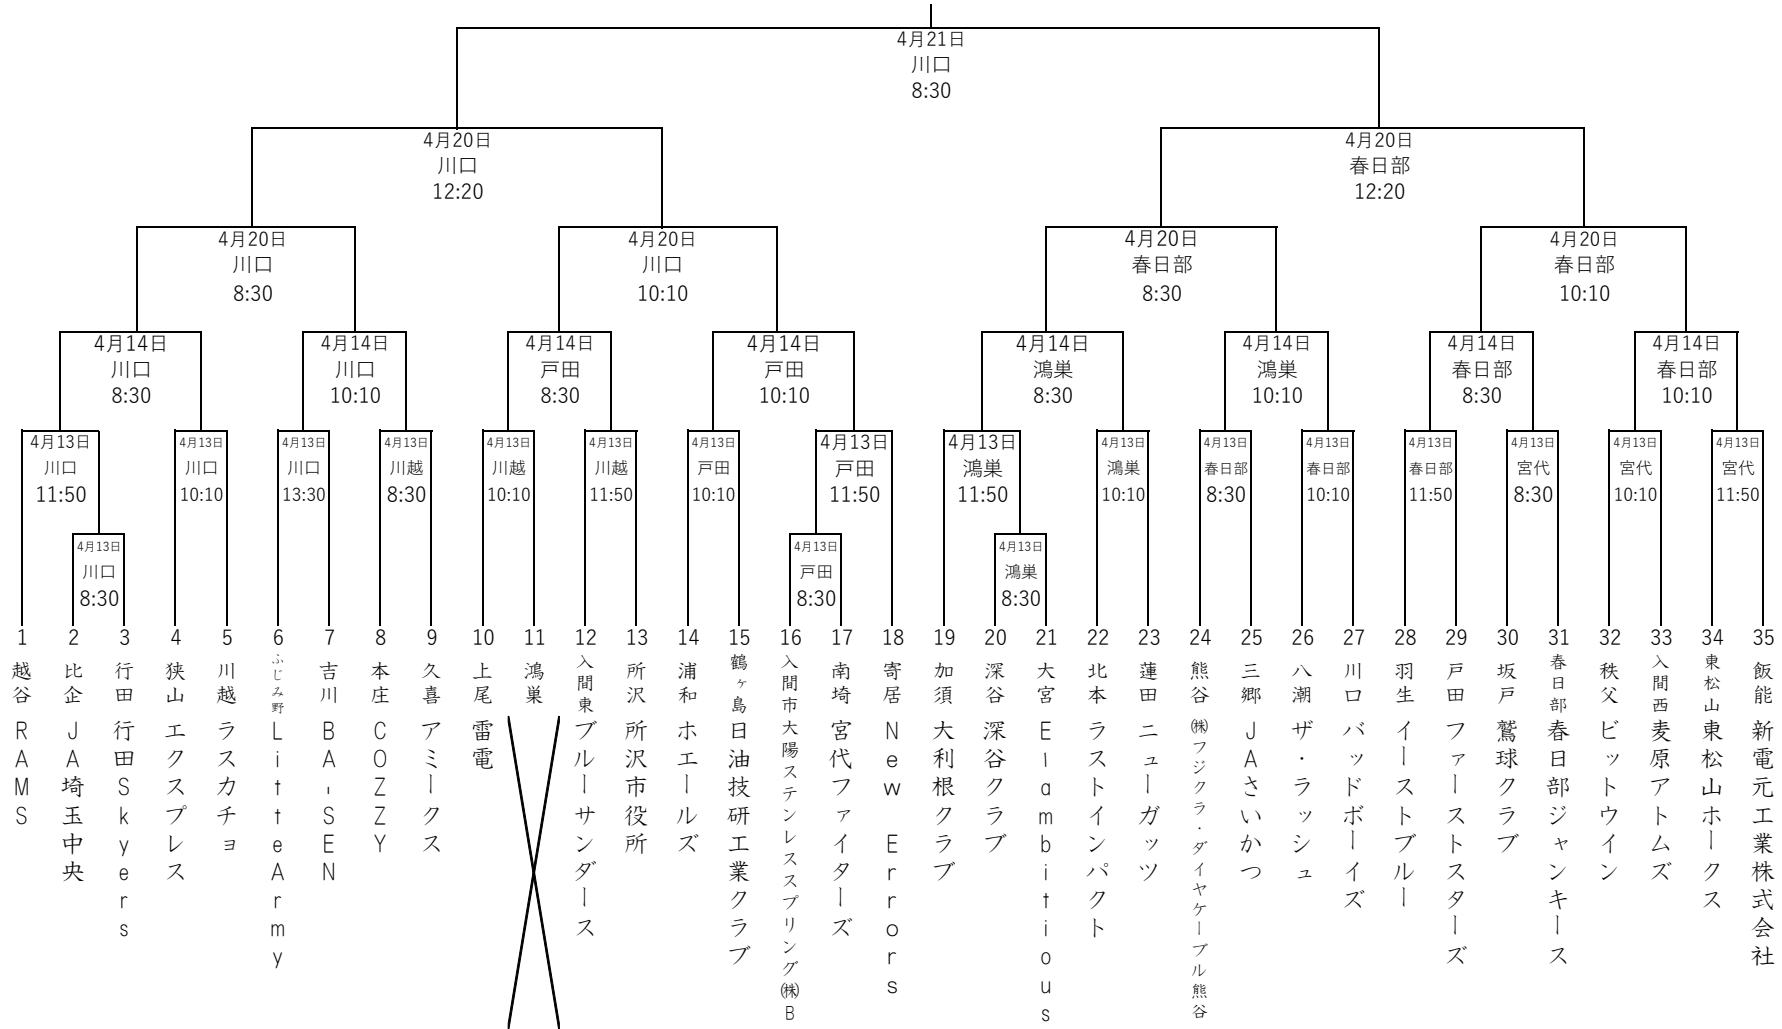 4月21日
川口
8:30
4月20日
川口
12:20
4月20日
春日部
12:20
4月20日
川口
8:30
4月20日
川口
10:10
4月20日
春日部
8:30
4月20日
春日部
10:10
4月14日
川口
8:30
4月14日
川口
10:10
4月14日
戸田
8:30
4月14日
戸田
10:10
4月14日
鴻巣
8:30
4月14日
鴻巣
10:10
4月14日
春日部
8:30
4月14日
春日部
10:10
4月13日
川口
11:50
4月13日
川口
10:10
4月13日
川口
13:30
4月13日
川越
8:30
4月13日
川越
10:10
4月13日
川越
11:50
4月13日
戸田
10:10
4月13日
戸田
11:50
4月13日
鴻巣
11:50
4月13日
鴻巣
10:10
4月13日
春日部
8:30
4月13日
春日部
10:10
4月13日
春日部
11:50
4月13日
宮代
8:30
4月13日
宮代
10:10
4月13日
宮代
11:50
4月13日
川口
8:30
4月13日
戸田
8:30
4月13日
鴻巣
8:30
1 越谷 RAMS
2 比企 JA埼玉中央
3 行田 行田Skyers
4 狭山 エクスプレス
5 川越 ラスカチョ
6 ふじみ野 LitteArmy
7 吉川 BA-SEN
8 本庄 COZZY
9 久喜 アミークス
10 上尾 雷電
11 鴻巣
12 入間東 ブルーサンダース
13 所沢 所沢市役所
14 浦和 ホエールズ
15 鶴ヶ島 日油技研工業クラブ
16 入間市 大陽ステンレススプリング㈱B
17 南埼 宮代ファイターズ
18 寄居 New Errors
19 加須 大利根クラブ
20 深谷 深谷クラブ
21 大宮 Elambitious
22 北本 ラストインパクト
23 蓮田 ニューガッツ
24 熊谷 ㈱フジクラ・ダイヤケーブル熊谷
25 三郷 JAさいかつ
26 八潮 ザ・ラッシュ
27 川口 バッドボーイズ
28 羽生 イーストブルー
29 戸田 ファーストスターズ
30 坂戸 鷲球クラブ
31 春日部 春日部ジャンキース
32 秩父 ビットウイン
33 入間西 麦原アトムズ
34 東松山 東松山ホークス
35 飯能 新電元工業株式会社